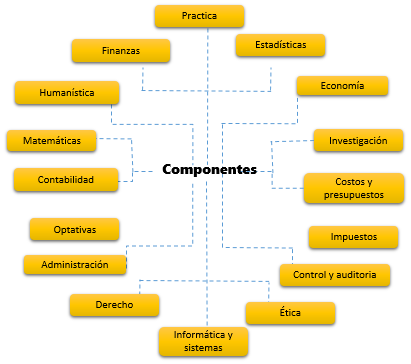 Practica
Finanzas
Estadísticas
Humanística
Economía
Matemáticas
Investigación
Componentes
Contabilidad
Costos y
presupuestos
Optativas
Impuestos
Administración
Control y auditoria
Derecho
Ética
Informática y
sistemas